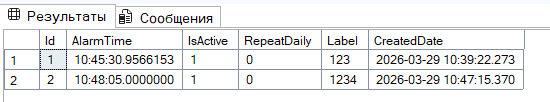 Результаты Сообщения
Id AlarmTime IsActive RepeatDaily Label CreatedDate
1 1 10:45:30.9566153 1 0 123 2026-03-29 10:39:22.273
2 2 10:48:05.0000000 1 0 1234 2026-03-29 10:47:15.370